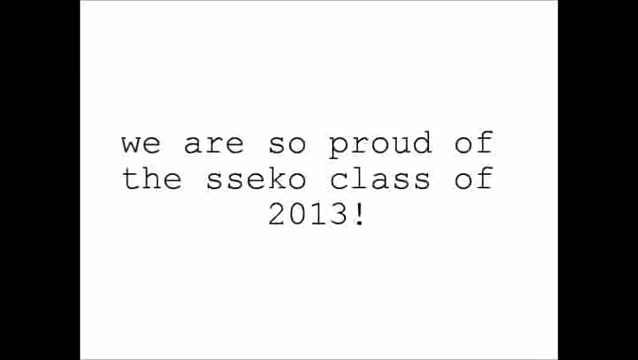 we are so proud of
the sseko class of
2013!